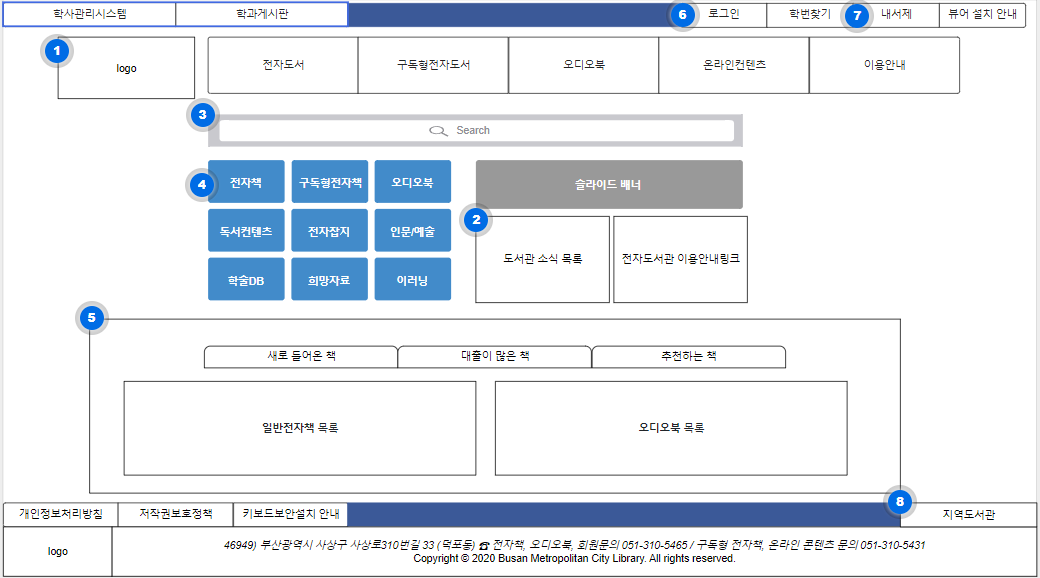 학사관리시스템 학과게시판 6 로그인 학번찾기 7 내서제 뷰어 설치 안내
1 logo 전자도서 구독형전자도서 오디오북 온라인컨텐츠 이용안내
3 Search
4 전자책 구독형전자책 오디오북 슬라이드 배너
독서컨텐츠 전자잡지 인문/예술
학술DB 희망자료 이러닝
2 도서관 소식 목록 전자도서관 이용안내링크
5
새로 들어온 책 대출이 많은 책 추천하는 책
일반전자책 목록 오디오북 목록
개인정보처리방침 저작권보호정책 키보드보안설치 안내 8 지역도서관
logo
46949) 부산광역시 사상구 사상로310번길 33 (덕포동) ☎ 전자책, 오디오북, 회원문의 051-310-5465 / 구독형 전자책, 온라인 콘텐츠 문의 051-310-5431
Copyright © 2020 Busan Metropolitan City Library. All rights reserved.